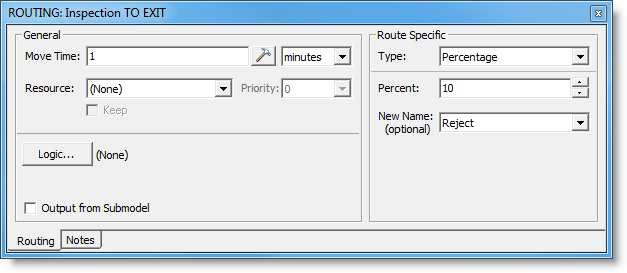 ROUTING: Inspection TO EXIT
General
Move Time: 1 minutes
Resource: (None) Priority: 0
Keep
Logic... (None)
Output from Submodel
Route Specific
Type: Percentage
Percent: 10
New Name: Reject
(optional)
Routing Notes